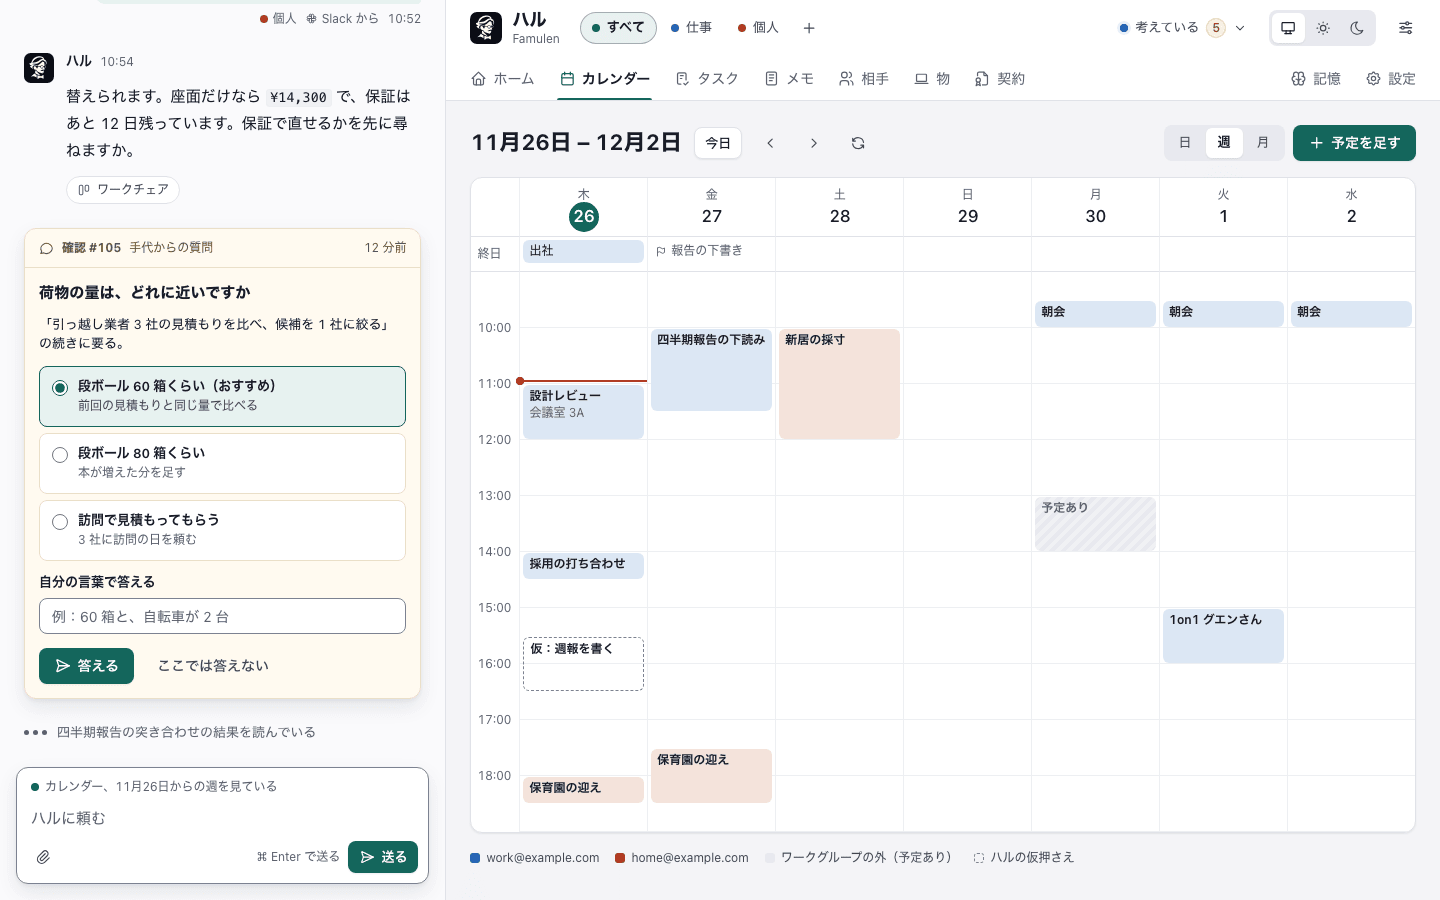 個人 Slack から 10:52
ハル 10:54
替えられます。座面だけなら ¥14,300 で、保証は
あと 12 日残っています。保証で直せるかを先に尋
ねますか。
ワークチェア
確認 #105 手代からの質問 12 分前
荷物の量は、どれに近いですか
「引っ越し業者 3 社の見積もりを比べ、候補を 1 社に絞る」
の続きに要る。
段ボール 60 箱くらい（おすすめ）
前回の見積もりと同じ量で比べる
段ボール 80 箱くらい
本が増えた分を足す
訪問で見積もってもらう
3 社に訪問の日を頼む
自分の言葉で答える
例：60 箱と、自転車が 2 台
答える ここでは答えない
四半期報告の突き合わせの結果を読んでいる
カレンダー、11月26日からの週を見ている
ハルに頼む
⌘ Enter で送る 送る
ハル
Famulen
すべて 仕事 個人
考えている 5
ホーム カレンダー タスク メモ 相手 物 契約 記憶 設定
11月26日 – 12月2日 今日 日 週 月 予定を足す
木 金 土 日 月 火 水
26 27 28 29 30 1 2
終日 出社 報告の下書き
朝会 朝会 朝会
10:00
四半期報告の下読み 新居の採寸
11:00
設計レビュー
会議室 3A
12:00
13:00
予定あり
14:00
採用の打ち合わせ
15:00
1on1 グエンさん
仮：週報を書く
16:00
17:00
保育園の迎え
18:00
保育園の迎え
work@example.com home@example.com ワークグループの外（予定あり） ハルの仮押さえ